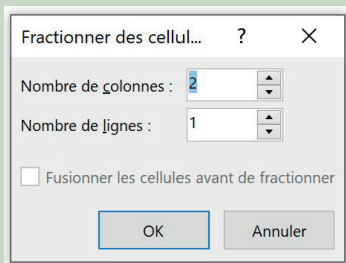 Fractionner des cellul... ?
Nombre de colonnes : 2
Nombre de lignes : 1
Fusionner les cellules avant de fractionner
OK Annuler